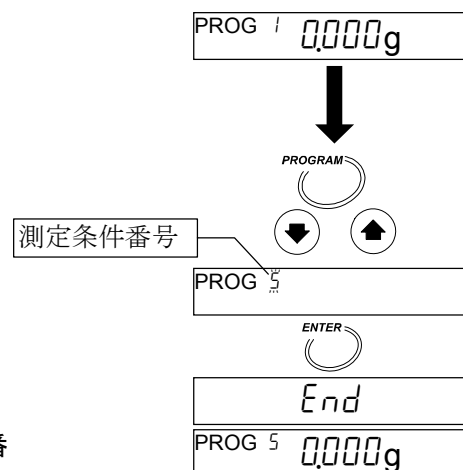 PROG 1 0.000g
PROGRAM
測定条件番号
PROG 5
ENTER
End
番
PROG 5 0.000g